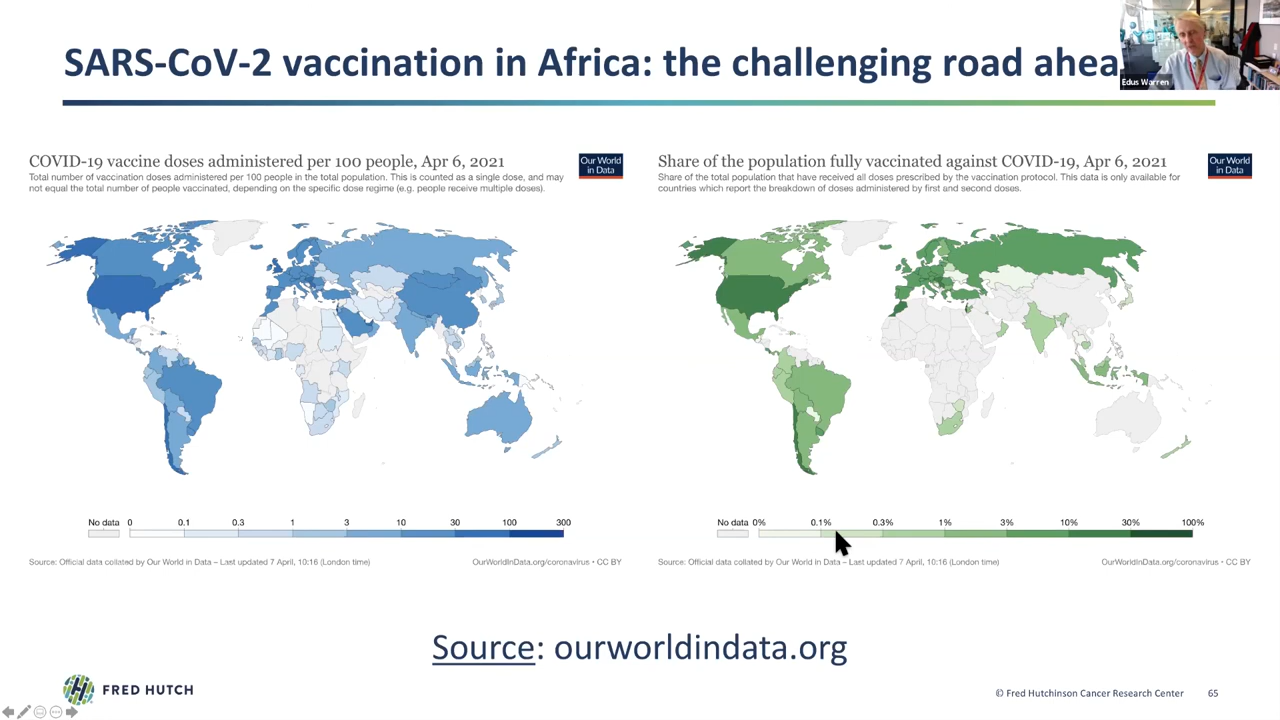 SARS-CoV-2 vaccination in Africa: the challenging road ahea
Edus Warren
COVID-19 vaccine doses administered per 100 people, Apr 6, 2021
Total number of vaccination doses administered per 100 people in the total population. This is counted as a single dose, and may
not equal the total number of people vaccinated, depending on the specific dose regime (e.g. people receive multiple doses).
Our World
in Data
No data 0 0.1 0.3 1 3 10 30 100 300
Source: Official data collated by Our World in Data – Last updated 7 April, 10:16 (London time)
OurWorldInData.org/coronavirus • CC BY
Share of the population fully vaccinated against COVID-19, Apr 6, 2021
Share of the total population that have received all doses prescribed by the vaccination protocol. This data is only available for
countries which report the breakdown of doses administered by first and second doses.
Our World
in Data
No data 0% 0.1% 0.3% 1% 3% 10% 30% 100%
Source: Official data collated by Our World in Data – Last updated 7 April, 10:16 (London time)
OurWorldInData.org/coronavirus • CC BY
Source: ourworldindata.org
FRED HUTCH
© Fred Hutchinson Cancer Research Center 65